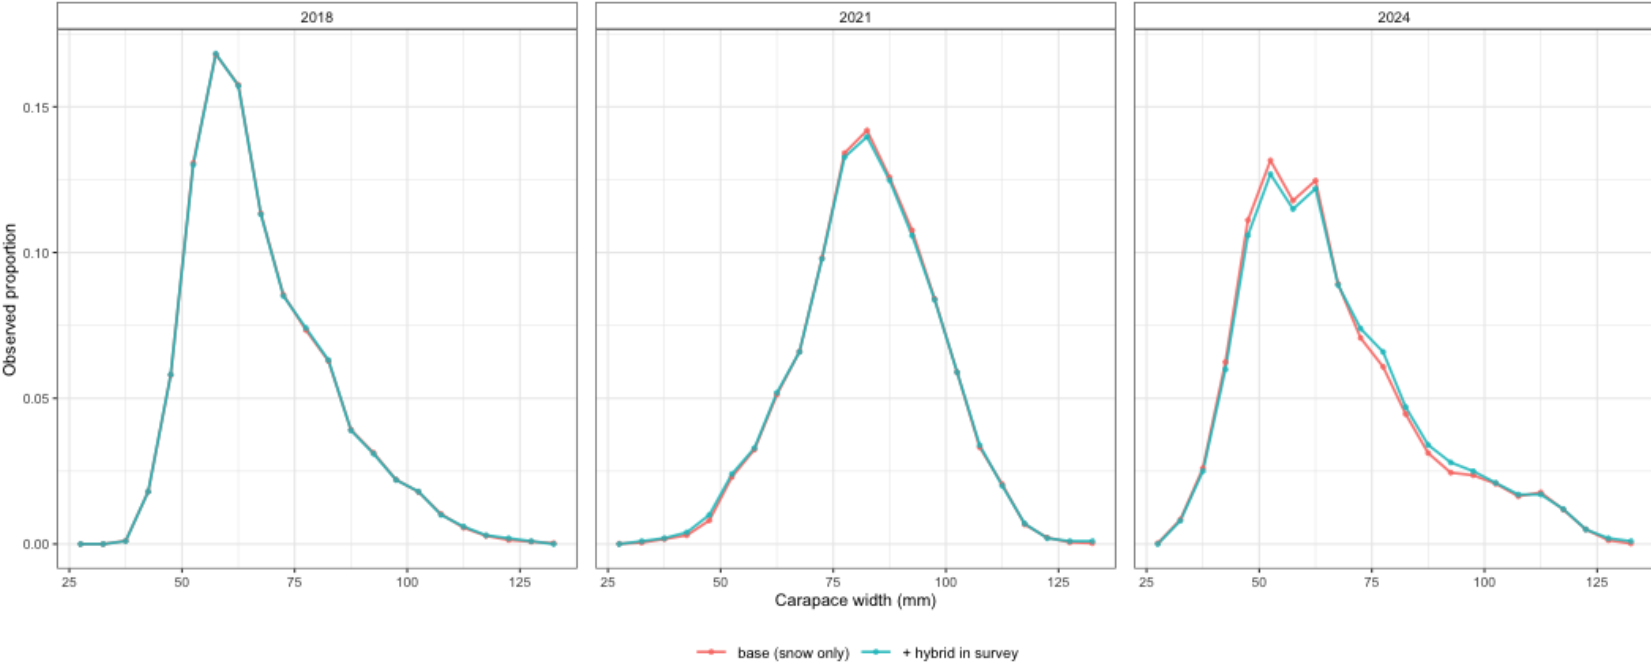 2018
2021
2024
Observed proportion
0.15
0.10
0.05
0.00
25 50 75 100 125
25 50 75 100 125
25 50 75 100 125
Carapace width (mm)
base (snow only) + hybrid in survey